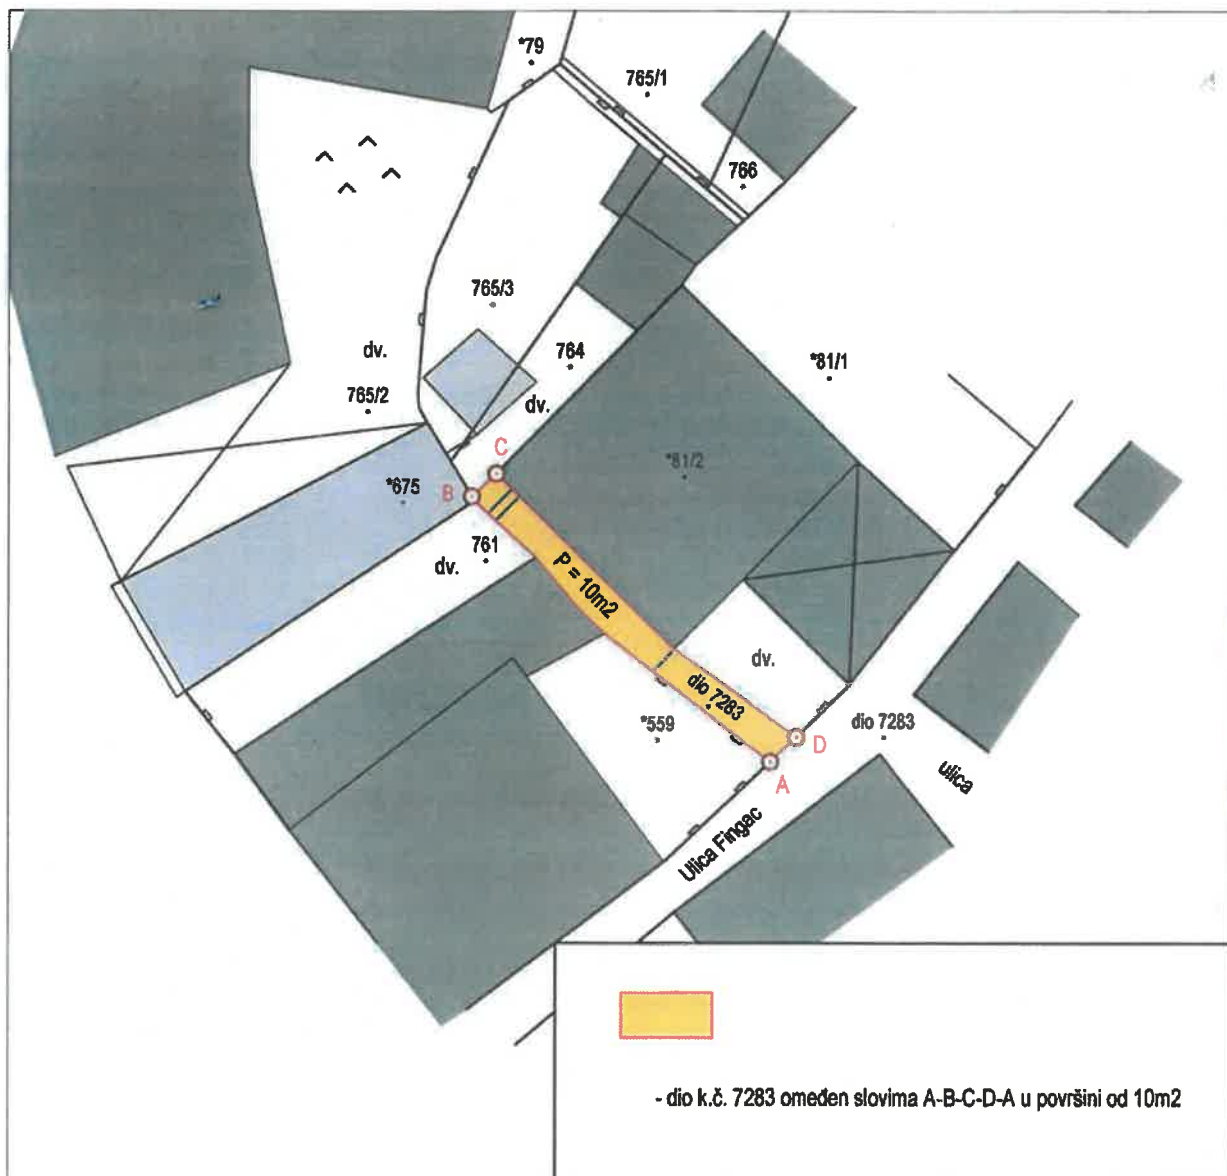 *79
765/1
766
765/3
764
*81/1
dv.
765/2
dv.
C
*81/2
B
*675
761
dv.
P = 10m2
dv.
dio 7283
*559
dio 7283
D
A
ulica
Ulica Fingac
- dio k.č. 7283 omeđen slovima A-B-C-D-A u površini od 10m2